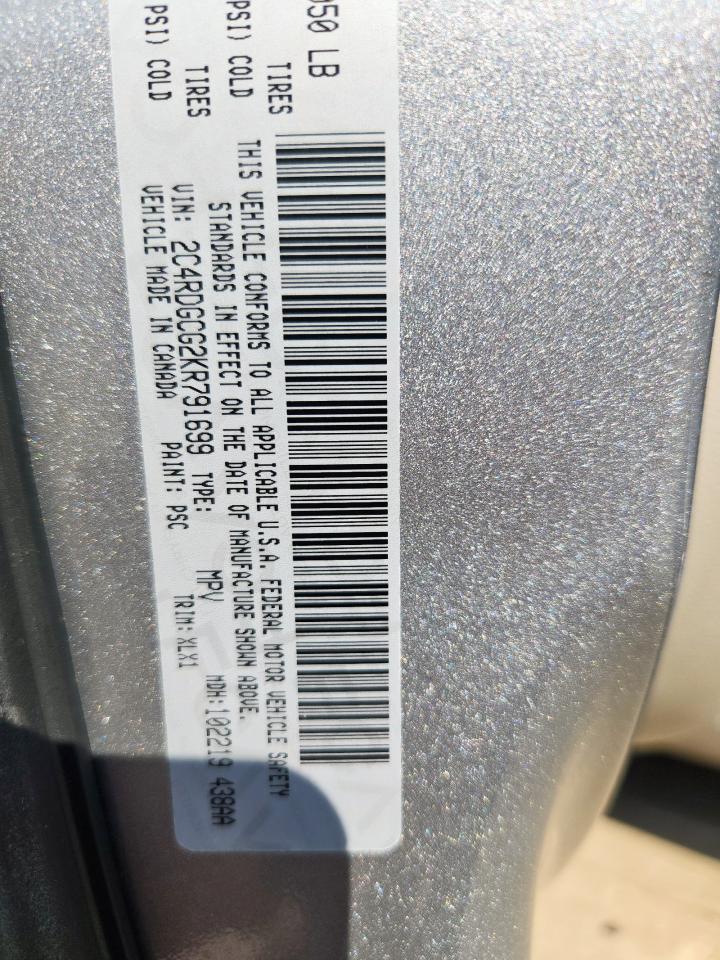 050 LB
TIRES
PSI) COLD
TIRES
PSI) COLD
THIS VEHICLE CONFORMS TO ALL APPLICABLE U.S.A. FEDERAL MOTOR VEHICLE SAFETY
STANDARDS IN EFFECT ON THE DATE OF MANUFACTURE SHOWN ABOVE.
VIN: 2C4RDGCG2KR791699 TYPE: MPV MDH:102219 438AA
VEHICLE MADE IN CANADA PAINT: PSC TRIM: XLX1